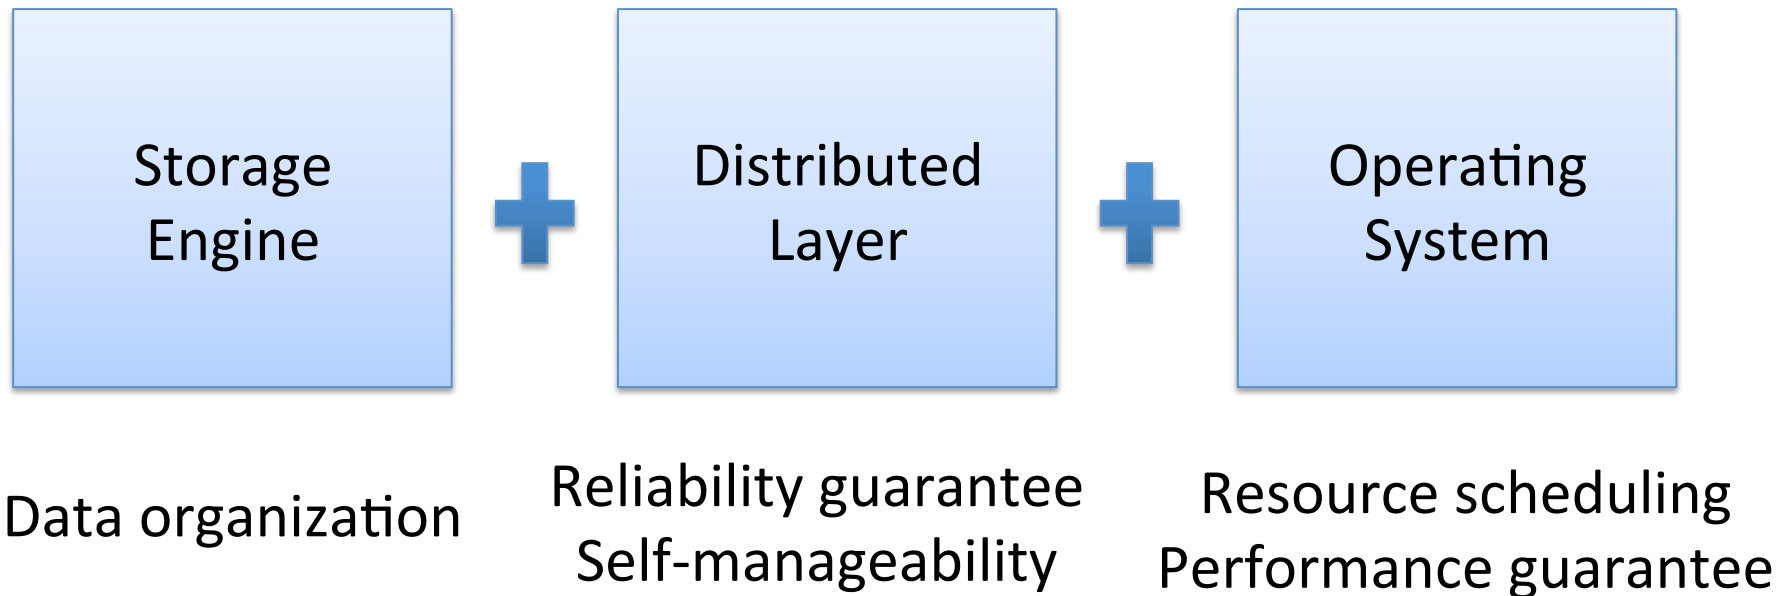 Storage
Engine
Distributed
Layer
Operating
System
Data organization
Reliability guarantee
Self-manageability
Resource scheduling
Performance guarantee